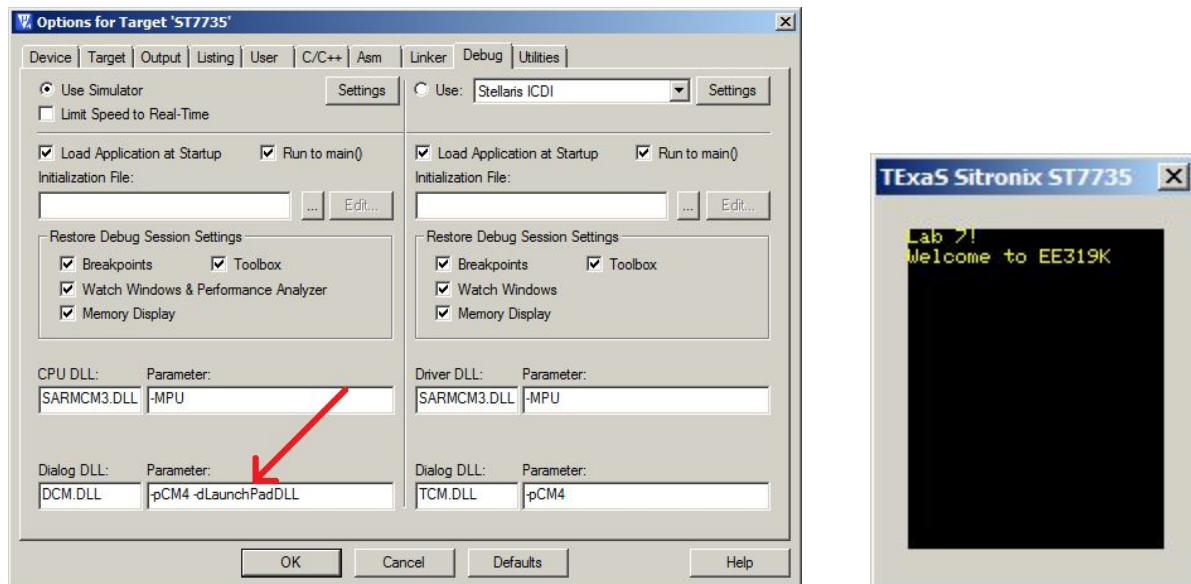 Options for Target 'ST7735'
Device Target Output Listing User C/C++ Asm Linker Debug Utilities
Use Simulator
Settings
Limit Speed to Real-Time
Load Application at Startup
Run to main()
Initialization File:
...
Edit...
Restore Debug Session Settings
Breakpoints
Toolbox
Watch Windows & Performance Analyzer
Memory Display
CPU DLL:
Parameter:
SARMCM3.DLL
-MPU
Dialog DLL:
Parameter:
DCM.DLL
-pCM4 -dLaunchPadDLL
Use:
Stellaris ICDI
Settings
Load Application at Startup
Run to main()
Initialization File:
...
Edit...
Restore Debug Session Settings
Breakpoints
Toolbox
Watch Windows
Memory Display
Driver DLL:
Parameter:
SARMCM3.DLL
-MPU
Dialog DLL:
Parameter:
TCM.DLL
-pCM4
OK
Cancel
Defaults
Help
TExaS Sitronix ST7735
Lab 7!
Welcome to EE319K